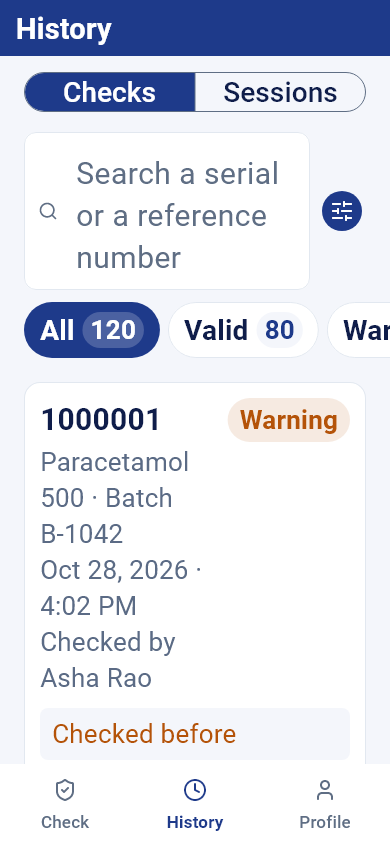 History
Checks
Sessions
Search a serial
or a reference
number
All 120
Valid 80
War
1000001
Warning
Paracetamol
500 · Batch
B-1042
Oct 28, 2026 ·
4:02 PM
Checked by
Asha Rao
Checked before
Check
History
Profile